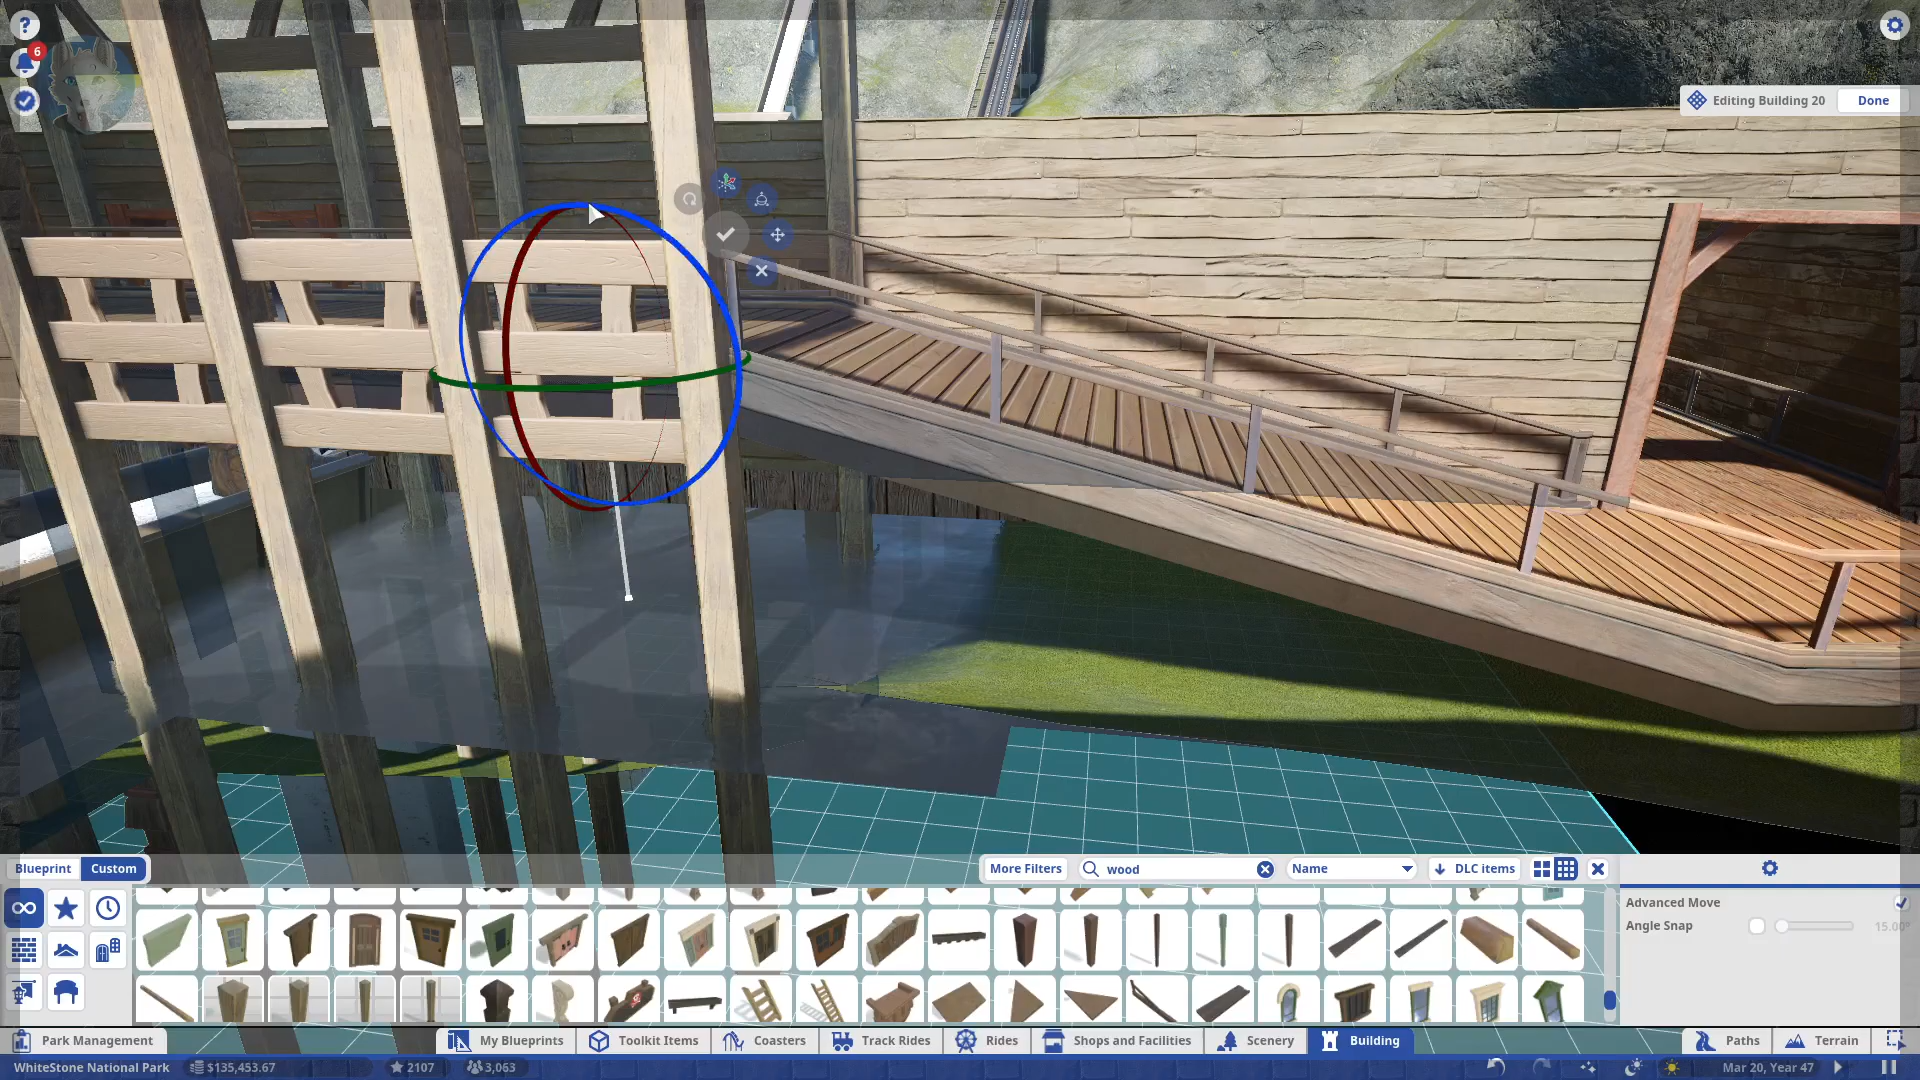 ?
6
Editing Building 20
Done
Blueprint
Custom
More Filters
wood
Name
DLC items
Advanced Move
Angle Snap
15.00°
Park Management
My Blueprints
Toolkit Items
Coasters
Track Rides
Rides
Shops and Facilities
Scenery
Building
Paths
Terrain
WhiteStone National Park
$135,453.67
2107
3,063
Mar 20, Year 47